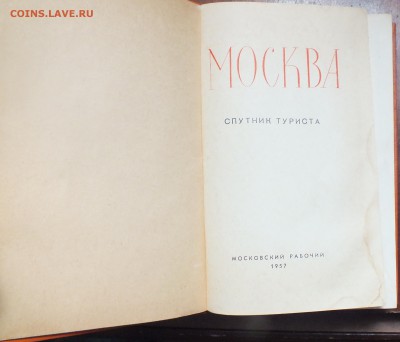 COINS.LAVE.RU
МОСКВА
СПУТНИК ТУРИСТА
МОСКОВСКИЙ РАБОЧИЙ
1957